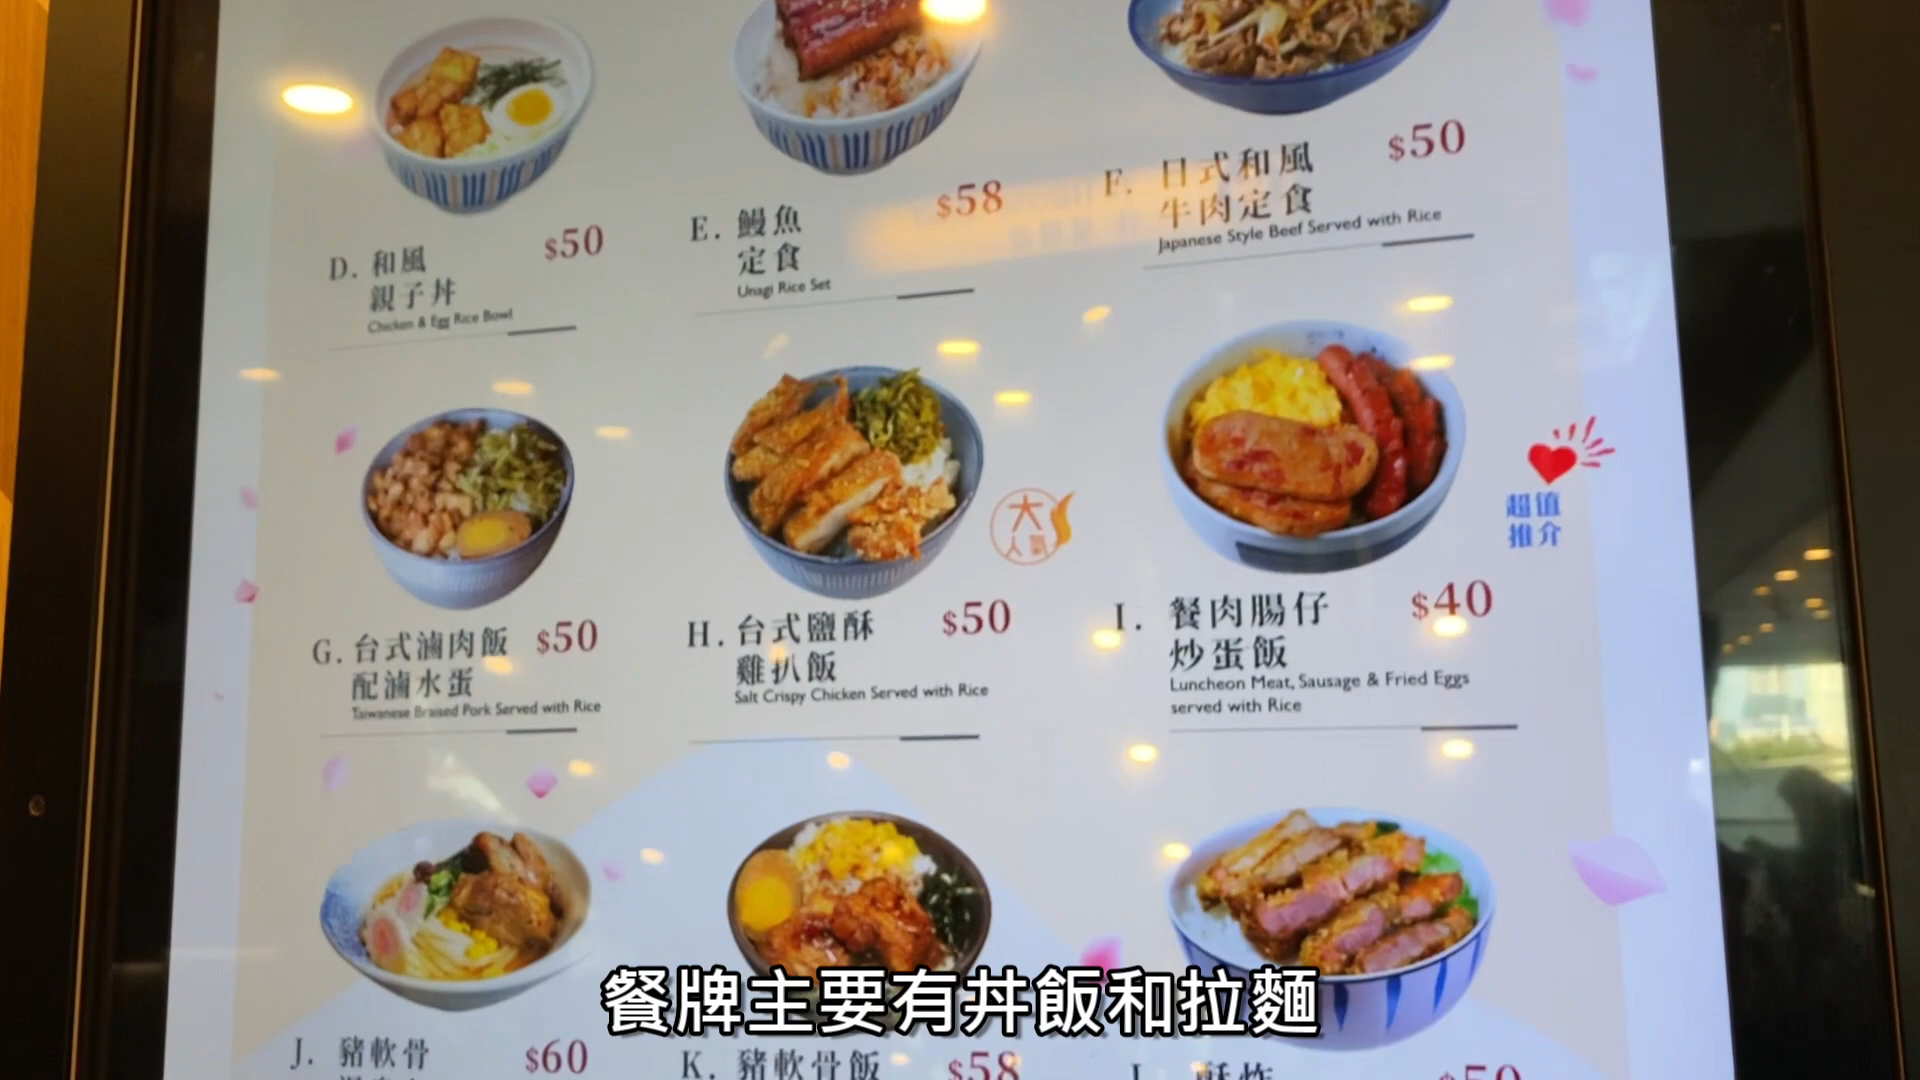 D. 和風
親子丼
$50
Chicken & Egg Rice Bowl
E. 鰻魚
定食
$58
Unagi Rice Set
F. 日式和風
牛肉定食
$50
Japanese Style Beef Served with Rice
G. 台式滷肉飯
配滷水蛋
$50
Taiwanese Braised Pork Served with Rice
H. 台式鹽酥
雞扒飯
$50
Salt Crispy Chicken Served with Rice
大
人氣
I. 餐肉腸仔
炒蛋飯
$40
Luncheon Meat, Sausage & Fried Eggs
served with Rice
超值
推介
J. 豬軟骨
$60
K. 豬軟骨飯
$58
L. 酥炸
$50
餐牌主要有丼飯和拉麵